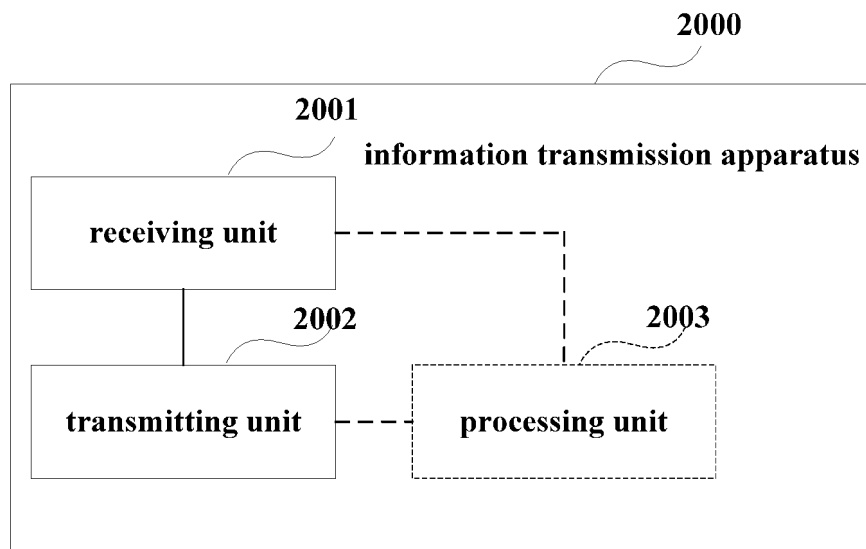 2000
2001
information transmission apparatus
receiving unit
2002
2003
transmitting unit
processing unit